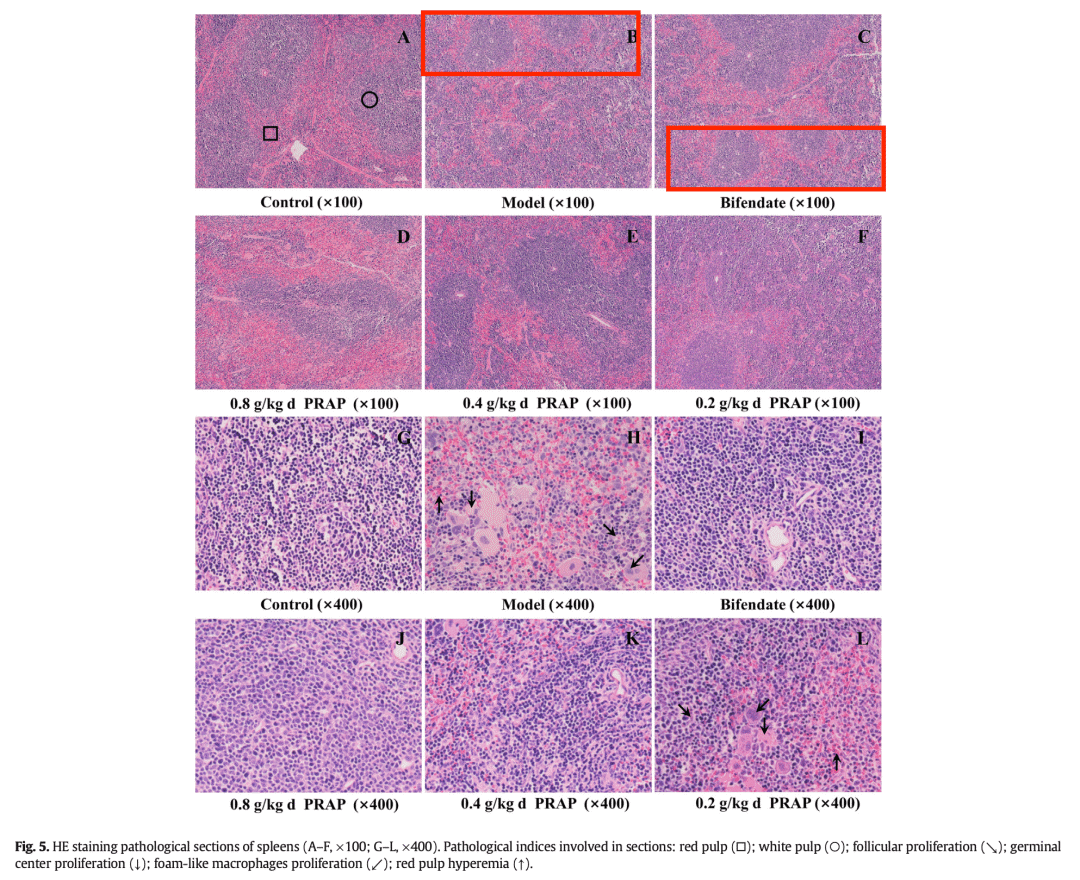 A B C
Control (×100) Model (×100) Bifendate (×100)
D E F
0.8 g/kg d PRAP (×100) 0.4 g/kg d PRAP (×100) 0.2 g/kg d PRAP (×100)
G H I
Control (×400) Model (×400) Bifendate (×400)
J K L
0.8 g/kg d PRAP (×400) 0.4 g/kg d PRAP (×400) 0.2 g/kg d PRAP (×400)
Fig. 5. HE staining pathological sections of spleens (A–F, ×100; G–L, ×400). Pathological indices involved in sections: red pulp (□); white pulp (○); follicular proliferation (↘); germinal
center proliferation (↓); foam-like macrophages proliferation (↙); red pulp hyperemia (↑).